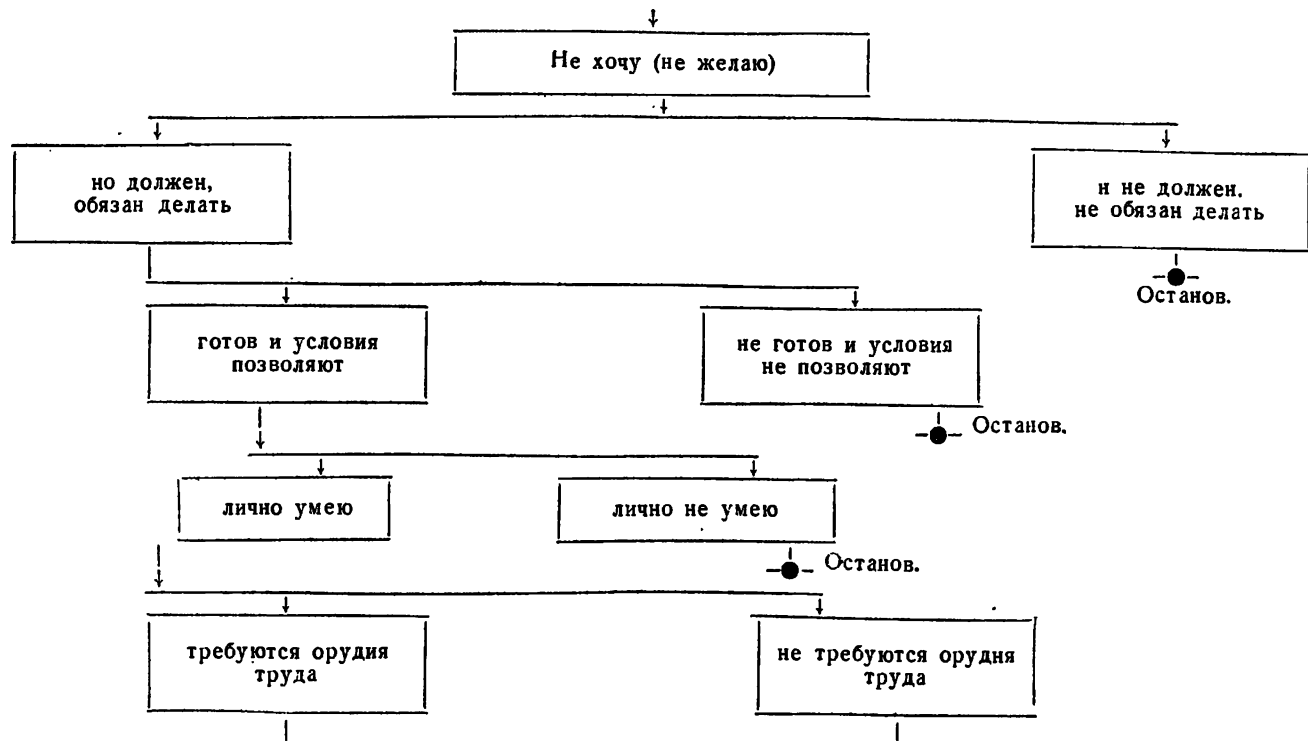 Не хочу (не желаю)
но должен,
обязан делать
н не должен.
не обязан делать
Останов.
готов и условия
позволяют
не готов и условия
не позволяют
Останов.
лично умею
лично не умею
Останов.
требуются орудия
труда
не требуются орудня
труда